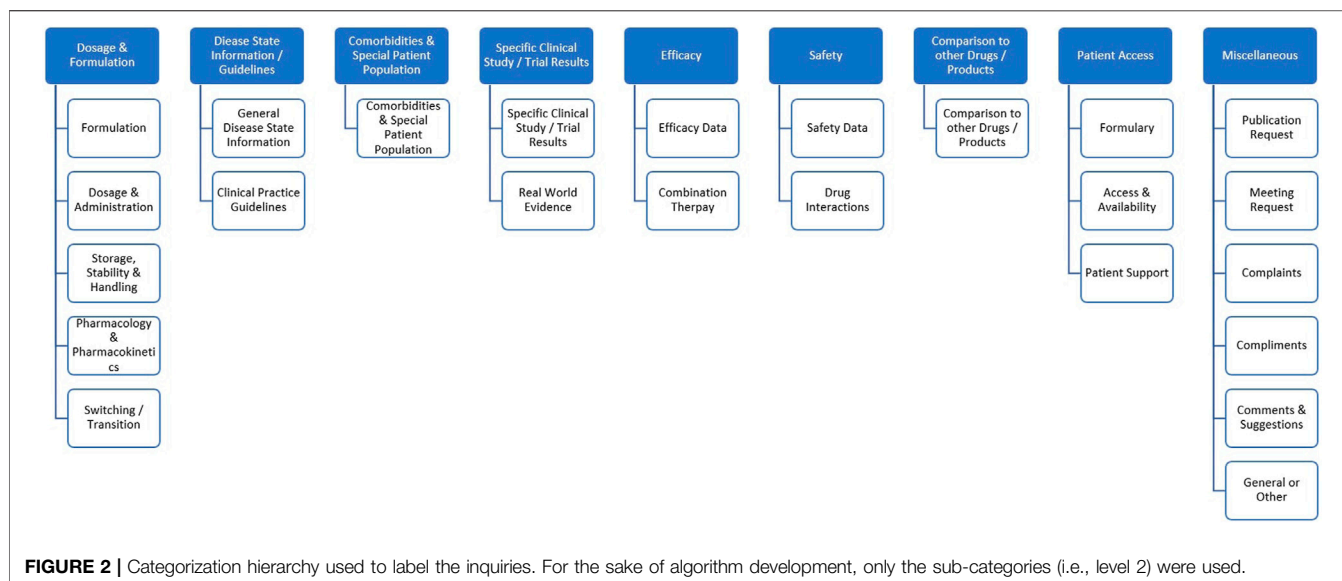 Dosage &
Formulation
Formulation
Dosage &
Administration
Storage,
Stability &
Handling
Pharmacology
&
Pharmacokineti
cs
Switching /
Transition
Diease State
Information /
Guidelines
General
Disease State
Information
Clinical Practice
Guidelines
Comorbidities &
Special Patient
Population
Comorbidities
& Special
Patient
Population
Specific Clinical
Study / Trial Results
Specific Clinical
Study / Trial
Results
Real World
Evidence
Efficacy
Efficacy Data
Combination
Therpay
Safety
Safety Data
Drug
Interactions
Comparison to
other Drugs /
Products
Comparison to
other Drugs /
Products
Patient Access
Formulary
Access &
Availability
Patient Support
Miscellaneous
Publication
Request
Meeting
Request
Complaints
Compliments
Comments &
Suggestions
General or
Other
FIGURE 2 | Categorization hierarchy used to label the inquiries. For the sake of algorithm development, only the sub-categories (i.e., level 2) were used.